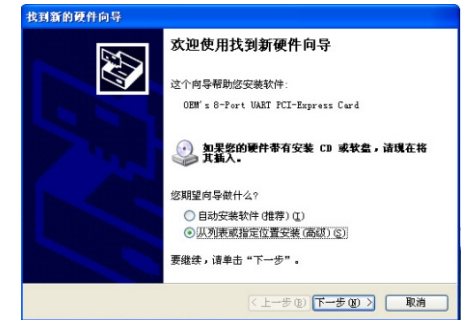 找到新的硬件向导
欢迎使用找到新硬件向导
这个向导帮助您安装软件:
OEM's 8-Port UART PCI-Express Card
如果您的硬件带有安装 CD 或软盘，请现在将
其插入。
您期望向导做什么?
自动安装软件(推荐)(I)
从列表或指定位置安装(高级)(S)
要继续，请单击“下一步”。
< 上一步(B)
下一步(N) >
取消